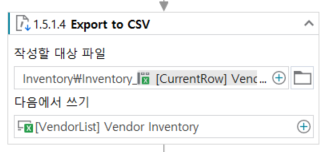 1.5.1.4 Export to CSV
작성할 대상 파일
Inventory₩Inventory_ [CurrentRow] Venc ...
다음에서 쓰기
[VendorList] Vendor Inventory